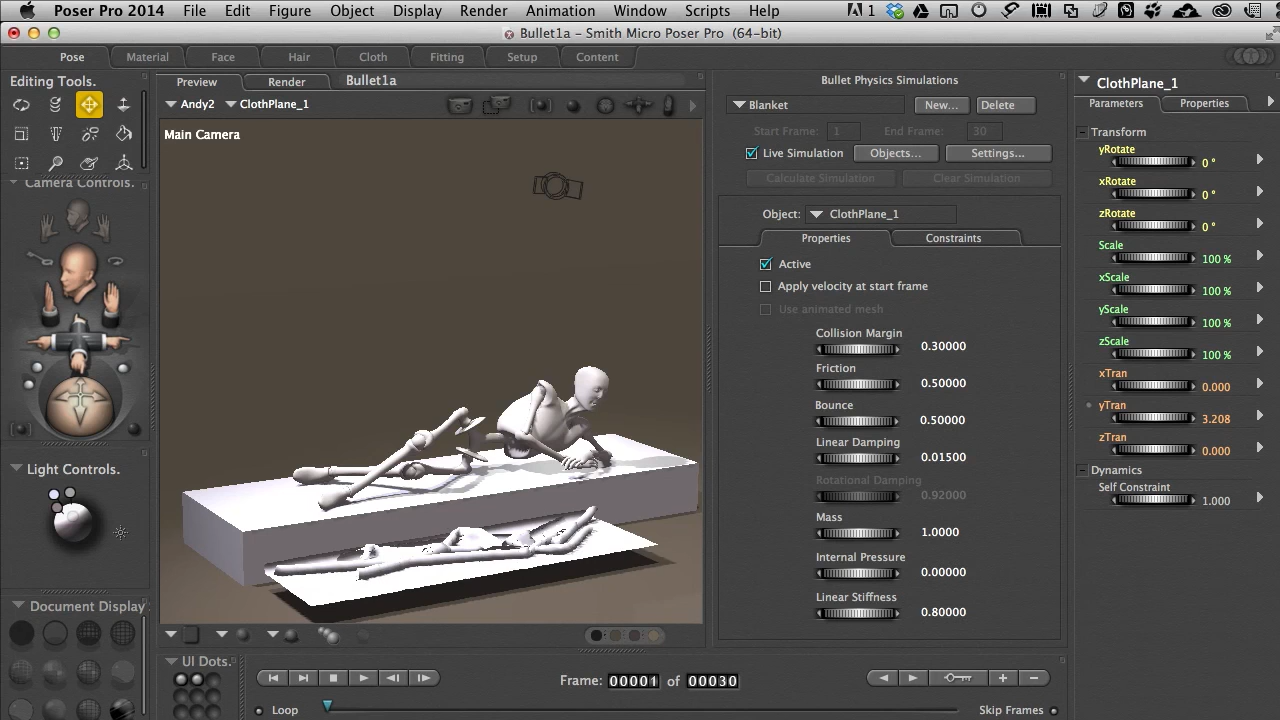 Poser Pro 2014 File Edit Figure Object Display Render Animation Window Scripts Help 1
Bullet1a – Smith Micro Poser Pro (64-bit)
Pose Material Face Hair Cloth Fitting Setup Content
Editing Tools.
Preview Render Bullet1a
Andy2 ClothPlane_1
Main Camera
Camera Controls.
Light Controls.
Document Display
UI Dots.
Bullet Physics Simulations
Blanket New... Delete
Start Frame: 1 End Frame: 30
Live Simulation Objects... Settings...
Calculate Simulation Clear Simulation
Object: ClothPlane_1
Properties Constraints
Active
Apply velocity at start frame
Use animated mesh
Collision Margin
0.30000
Friction
0.50000
Bounce
0.50000
Linear Damping
0.01500
Rotational Damping
0.92000
Mass
1.0000
Internal Pressure
0.00000
Linear Stiffness
0.80000
ClothPlane_1
Parameters Properties
Transform
yRotate
0 °
xRotate
0 °
zRotate
0 °
Scale
100 %
xScale
100 %
yScale
100 %
zScale
100 %
xTran
0.000
yTran
3.208
zTran
0.000
Dynamics
Self Constraint
1.000
Frame: 00001 of 00030
Loop Skip Frames